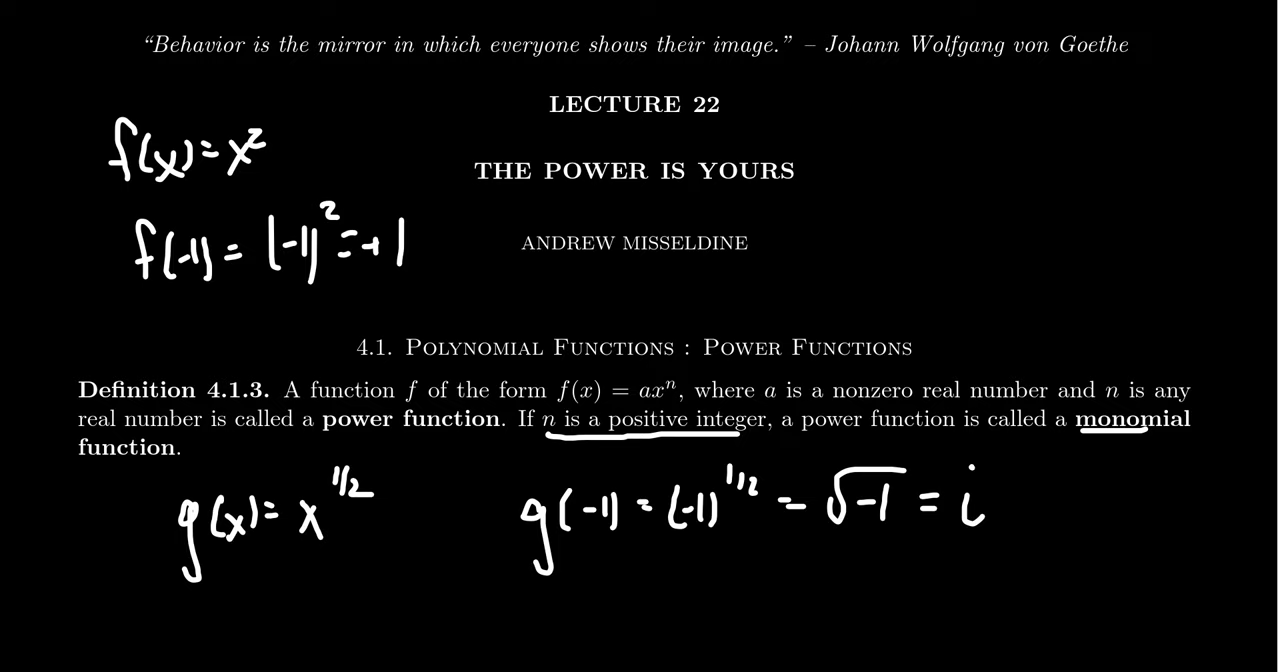 “Behavior is the mirror in which everyone shows their image.” – Johann Wolfgang von Goethe
LECTURE 22
f(x)=x²
THE POWER IS YOURS
f(-1) = (-1)² = +1
ANDREW MISSELDINE
4.1. Polynomial Functions : Power Functions
Definition 4.1.3. A function f of the form f(x) = axⁿ, where a is a nonzero real number and n is any
real number is called a power function. If n is a positive integer, a power function is called a monomial
function.
g(x)= x^1/2 g(-1) = (-1)^1/2 = √-1 = i